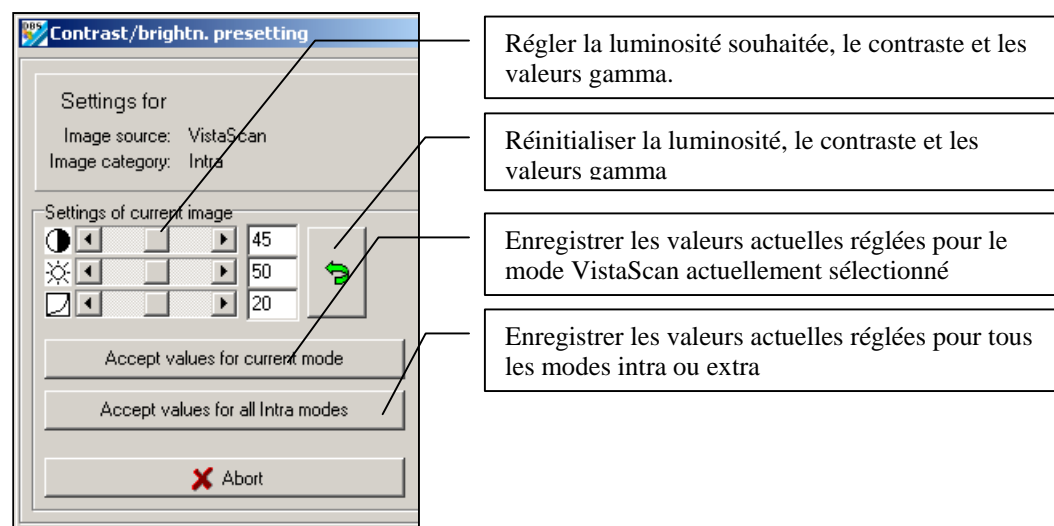 DBS
Contrast/brightn. presetting
Settings for
Image source: VistaScan
Image category: Intra
Settings of current image
45
50
20
Accept values for current mode
Accept values for all Intra modes
Abort
Régler la luminosité souhaitée, le contraste et les
valeurs gamma.
Réinitialiser la luminosité, le contraste et les
valeurs gamma
Enregistrer les valeurs actuelles réglées pour le
mode VistaScan actuellement sélectionné
Enregistrer les valeurs actuelles réglées pour tous
les modes intra ou extra